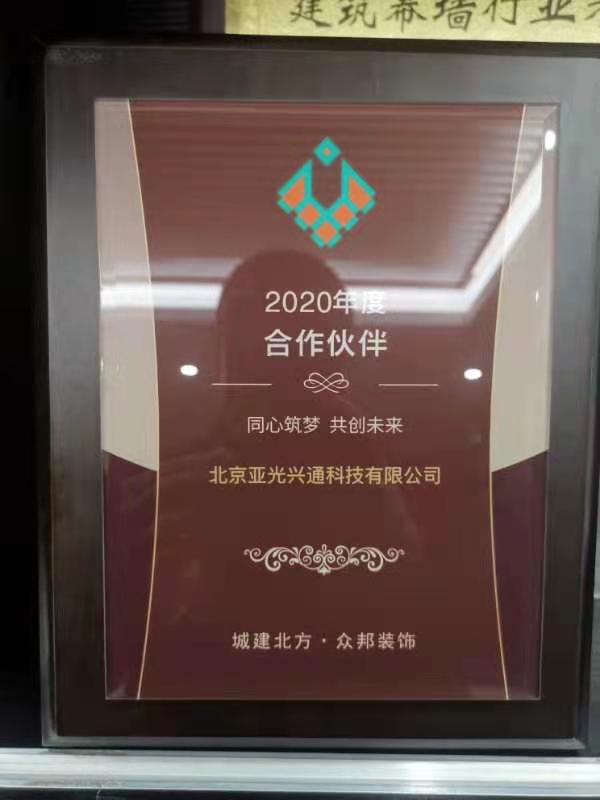 建筑幕墙行业
2020年度
合作伙伴
同心筑梦 共创未来
北京亚光兴通科技有限公司
城建北方·众邦装饰